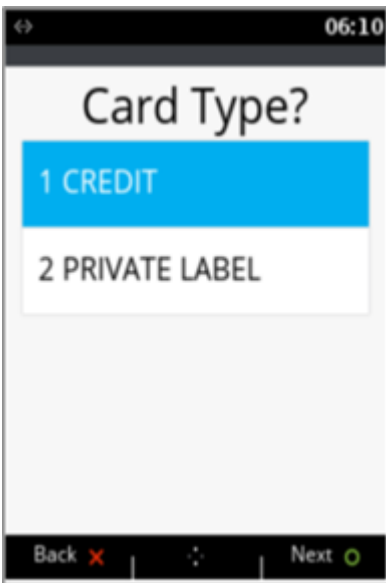 06:10
Card Type?
1 CREDIT
2 PRIVATE LABEL
Back Next